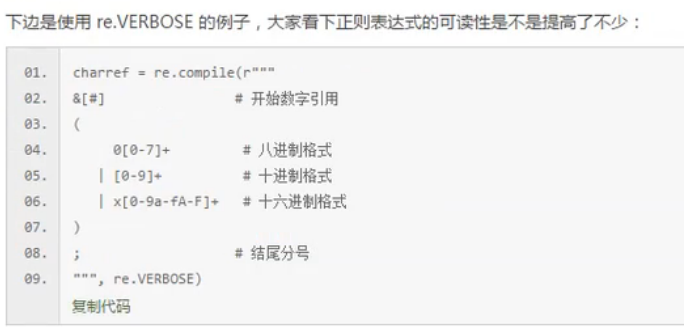 下边是使用 re.VERBOSE 的例子，大家看下正则表达式的可读性是不是提高了不少：
01. charref = re.compile(r"""
02. &[#] # 开始数字引用
03. (
04. 0[0-7]+ # 八进制格式
05. | [0-9]+ # 十进制格式
06. | x[0-9a-fA-F]+ # 十六进制格式
07. )
08. ; # 结尾分号
09. """, re.VERBOSE)
复制代码